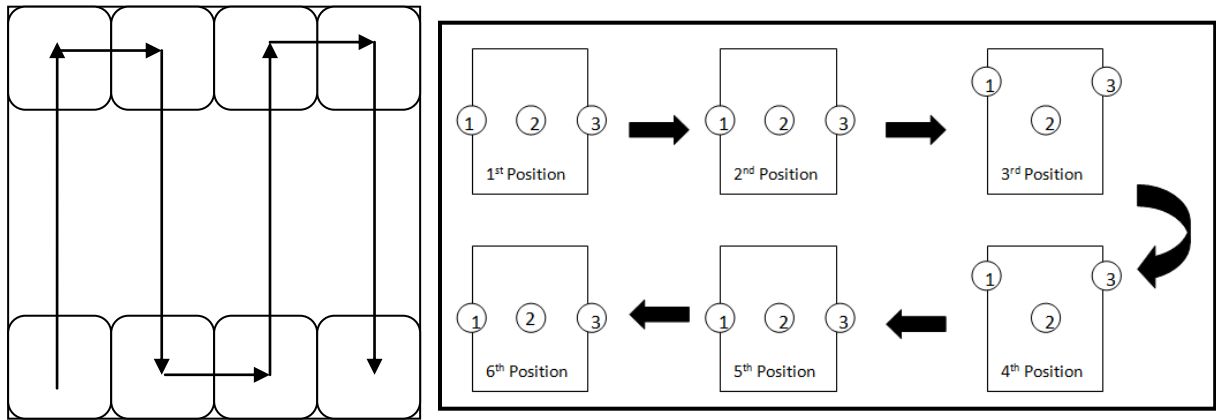 1 2 3
1st Position
1 2 3
2nd Position
1 3
2
3rd Position
1 3
2
4th Position
1 2 3
5th Position
1 2 3
6th Position